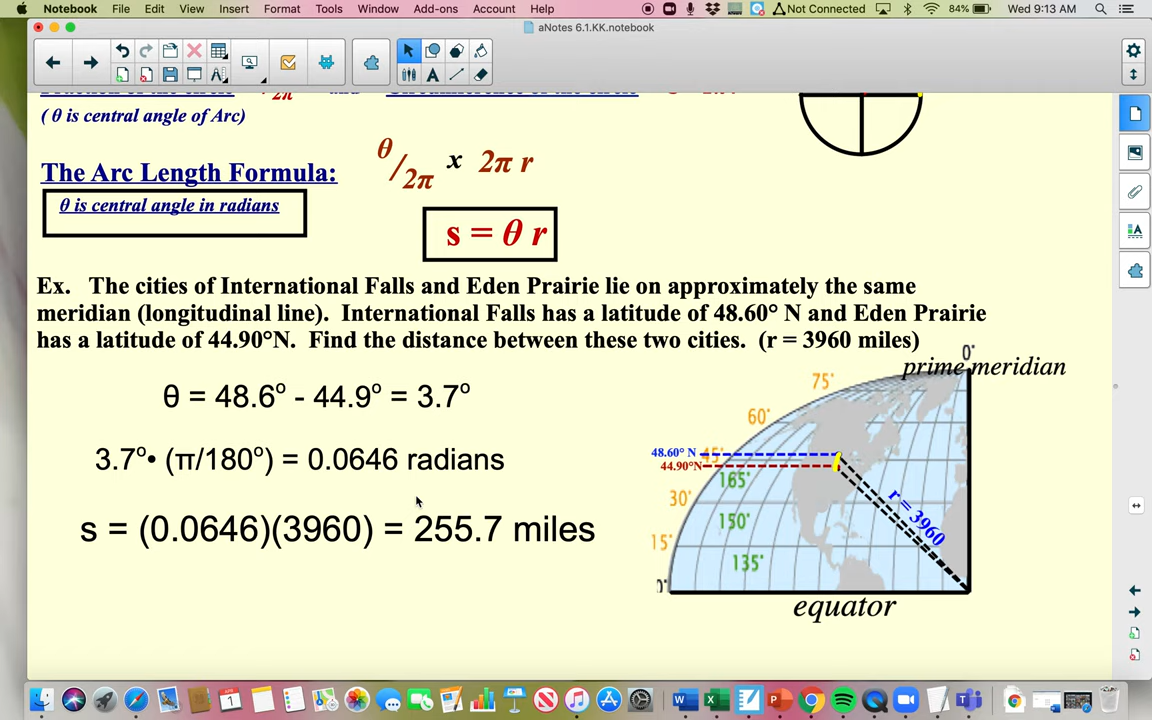 Notebook File Edit View Insert Format Tools Window Add-ons Account Help Not Connected 84% Wed 9:13 AM
aNotes 6.1.KK.notebook
( θ is central angle of Arc)
The Arc Length Formula:
θ/2π x 2π r
θ is central angle in radians
s = θ r
Ex. The cities of International Falls and Eden Prairie lie on approximately the same
meridian (longitudinal line). International Falls has a latitude of 48.60° N and Eden Prairie
has a latitude of 44.90°N. Find the distance between these two cities. (r = 3960 miles)
0°
prime meridian
θ = 48.6° - 44.9° = 3.7°
75°
60°
48.60° N 45°
44.90°N
3.7°• (π/180°) = 0.0646 radians
165°
30°
r = 3960
s = (0.0646)(3960) = 255.7 miles
150°
15°
135°
0°
equator
APR
1